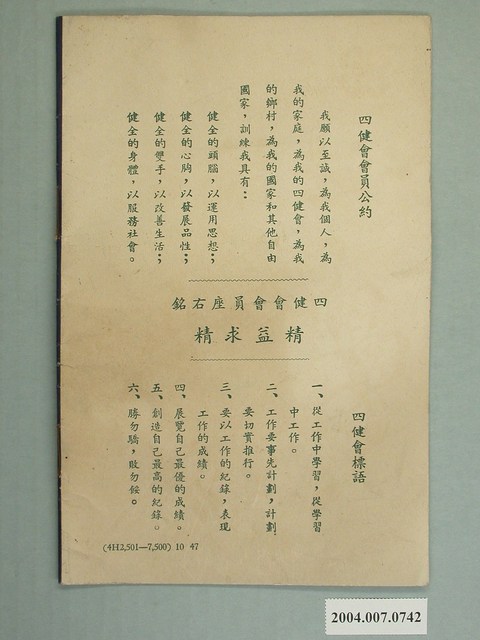 四健會會員公約
我願以至誠，為我個人，為
我的家庭，為我的四健會，為我
的鄉村，為我的國家和其他自由
國家，訓練我具有：
健全的頭腦，以運用思想；
健全的心胸，以發展品性；
健全的雙手，以改善生活；
健全的身體，以服務社會。
四健會會員座右銘
精益求精
四健會標語
一、從工作中學習，從學習
中工作。
二、工作要事先計劃，計劃
要切實推行。
三、要以工作的紀錄，表現
工作的成績。
四、展覽自己最優的成績。
五、創造自己最高的紀錄。
六、勝勿驕，敗勿餒。
(4H2,501—7,500) 10 47
2004.007.0742